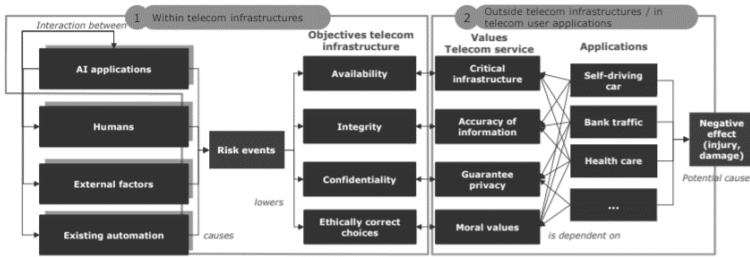 1 Within telecom infrastructures
2 Outside telecom infrastructures / in
telecom user applications
Interaction between
Objectives telecom
infrastructure
Values
Telecom service
Applications
AI applications
Humans
External factors
Existing automation
causes
Risk events
lowers
Availability
Integrity
Confidentiality
Ethically correct
choices
Critical
infrastructure
Accuracy of
information
Guarantee
privacy
Moral values
Self-driving
car
Bank traffic
Health care
...
is dependent on
Negative
effect
(injury,
damage)
Potential cause